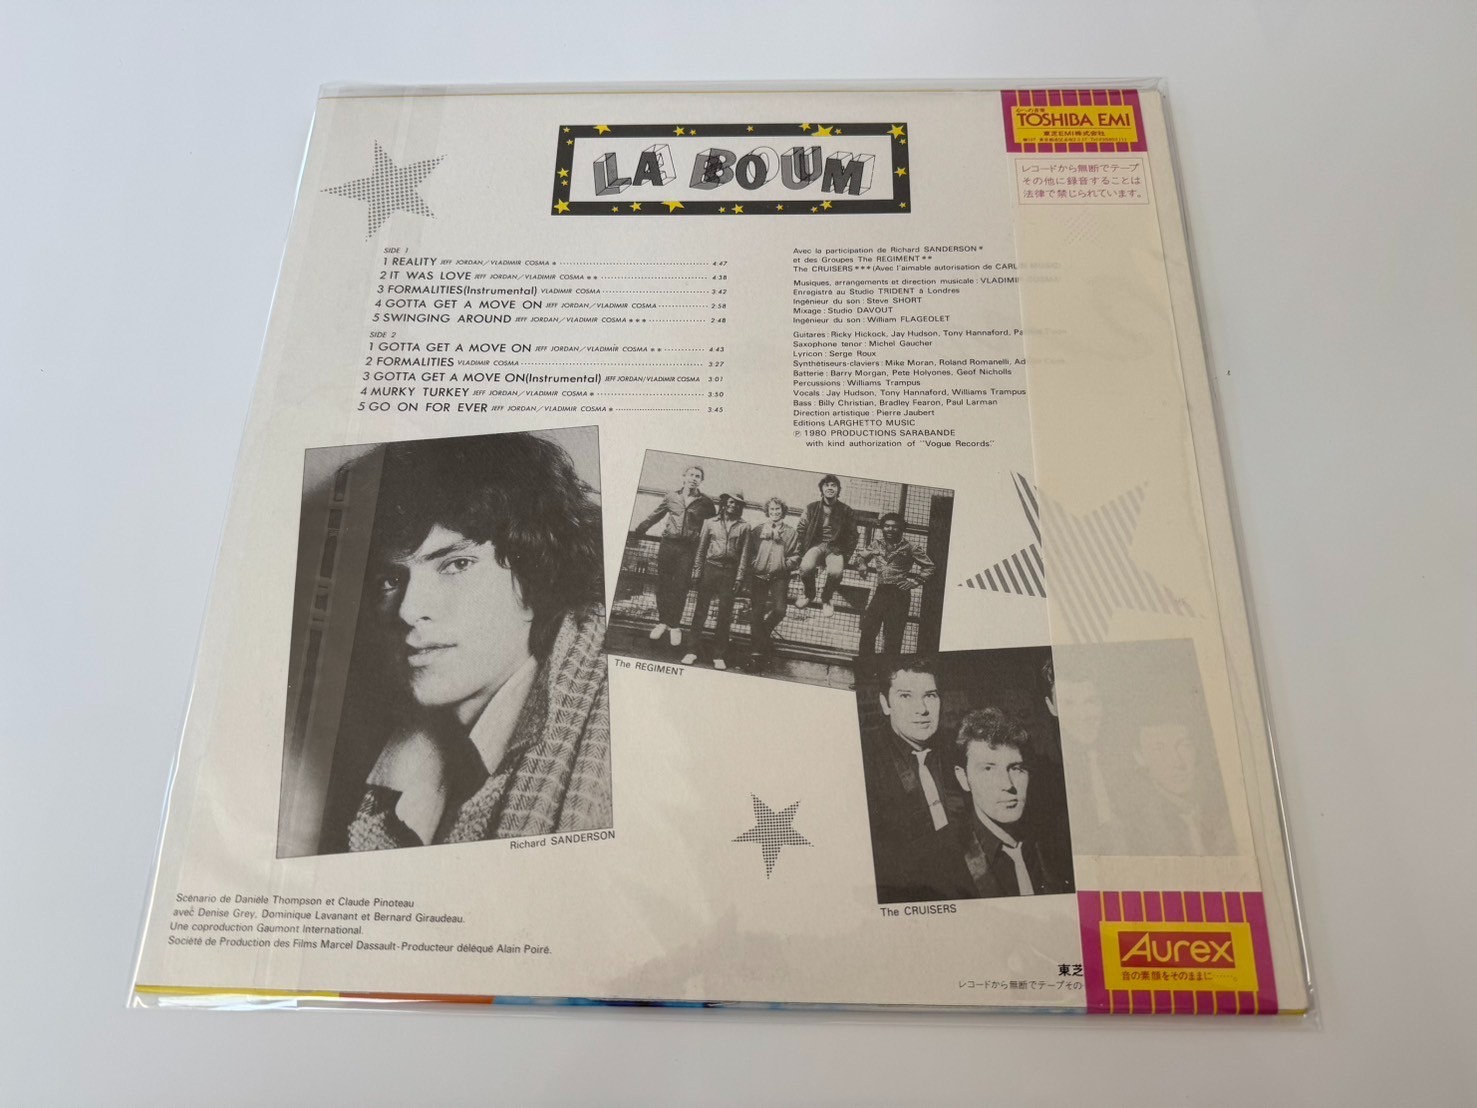 LA BOUM
TOSHIBA EMI
東芝EMI株式会社
レコードから無断でテープ
その他に録音することは
法律で禁じられています。
SIDE 1
1 REALITY JEFF JORDAN/VLADIMIR COSMA * 4:47
2 IT WAS LOVE JEFF JORDAN/VLADIMIR COSMA ** 4:38
3 FORMALITIES(Instrumental) VLADIMIR COSMA 3:42
4 GOTTA GET A MOVE ON JEFF JORDAN/VLADIMIR COSMA 2:58
5 SWINGING AROUND JEFF JORDAN/VLADIMIR COSMA *** 2:48
SIDE 2
1 GOTTA GET A MOVE ON JEFF JORDAN/VLADIMIR COSMA ** 4:43
2 FORMALITIES VLADIMIR COSMA 3:27
3 GOTTA GET A MOVE ON(Instrumental) JEFF JORDAN/VLADIMIR COSMA 3:01
4 MURKY TURKEY JEFF JORDAN/VLADIMIR COSMA * 3:50
5 GO ON FOR EVER JEFF JORDAN/VLADIMIR COSMA * 3:45
Avec la participation de Richard SANDERSON*
et des Groupes The REGIMENT**
The CRUISERS***(Avec l'aimable autorisation de
Musiques, arrangements et direction musicale : VLADIMIR
Enregistré au Studio TRIDENT à Londres
Ingénieur du son : Steve SHORT
Mixage : Studio DAVOUT
Ingénieur du son : William FLAGEOLET
Guitares : Ricky Hickock, Jay Hudson, Tony Hannaford,
Saxophone tenor : Michel Gaucher
Lyricon : Serge Roux
Synthétiseurs-claviers : Mike Moran, Roland Romanelli,
Batterie : Barry Morgan, Pete Holyones, Geof Nicholls
Percussions : Williams Trampus
Vocals : Jay Hudson, Tony Hannaford, Williams Trampus
Bass : Billy Christian, Bradley Fearon, Paul Larman
Direction artistique : Pierre Jaubert
Editions LARGHETTO MUSIC
℗ 1980 PRODUCTIONS SARABANDE
with kind authorization of "Vogue Records"
The REGIMENT
Richard SANDERSON
The CRUISERS
Scénario de Danièle Thompson et Claude Pinoteau
avec Denise Grey, Dominique Lavanant et Bernard Giraudeau.
Une coproduction Gaumont International.
Société de Production des Films Marcel Dassault-Producteur délégué Alain Poiré.
東芝
レコードから無断でテープその
Aurex
音の素顔をそのままに……。